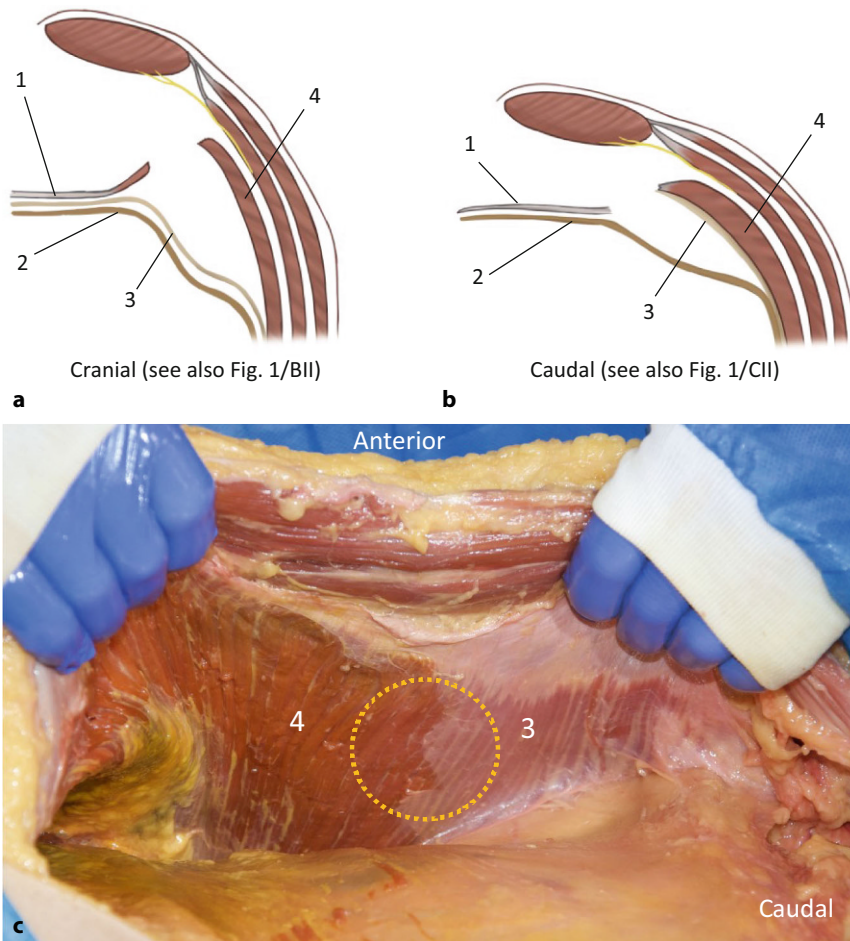 1
4
2
3
Cranial (see also Fig. 1/BII)
a
1
4
2
3
Caudal (see also Fig. 1/CII)
b
Anterior
4
3
Caudal
c